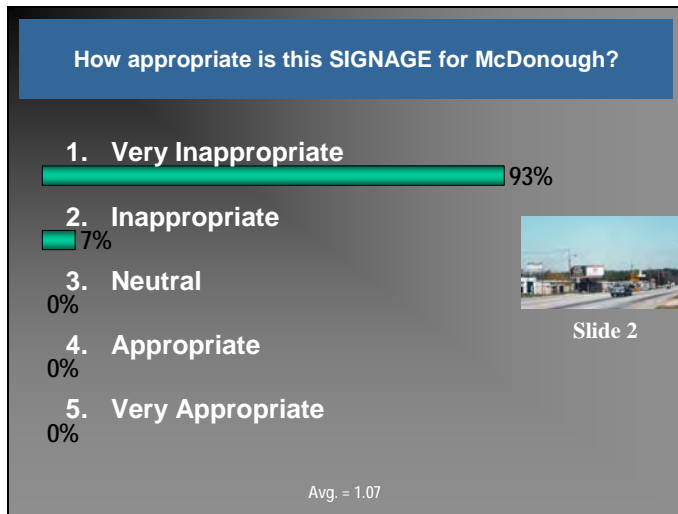 How appropriate is this SIGNAGE for McDonough?
1. Very Inappropriate
93%
2. Inappropriate
7%
3. Neutral
0%
4. Appropriate
0%
5. Very Appropriate
0%
Slide 2
Avg. = 1.07